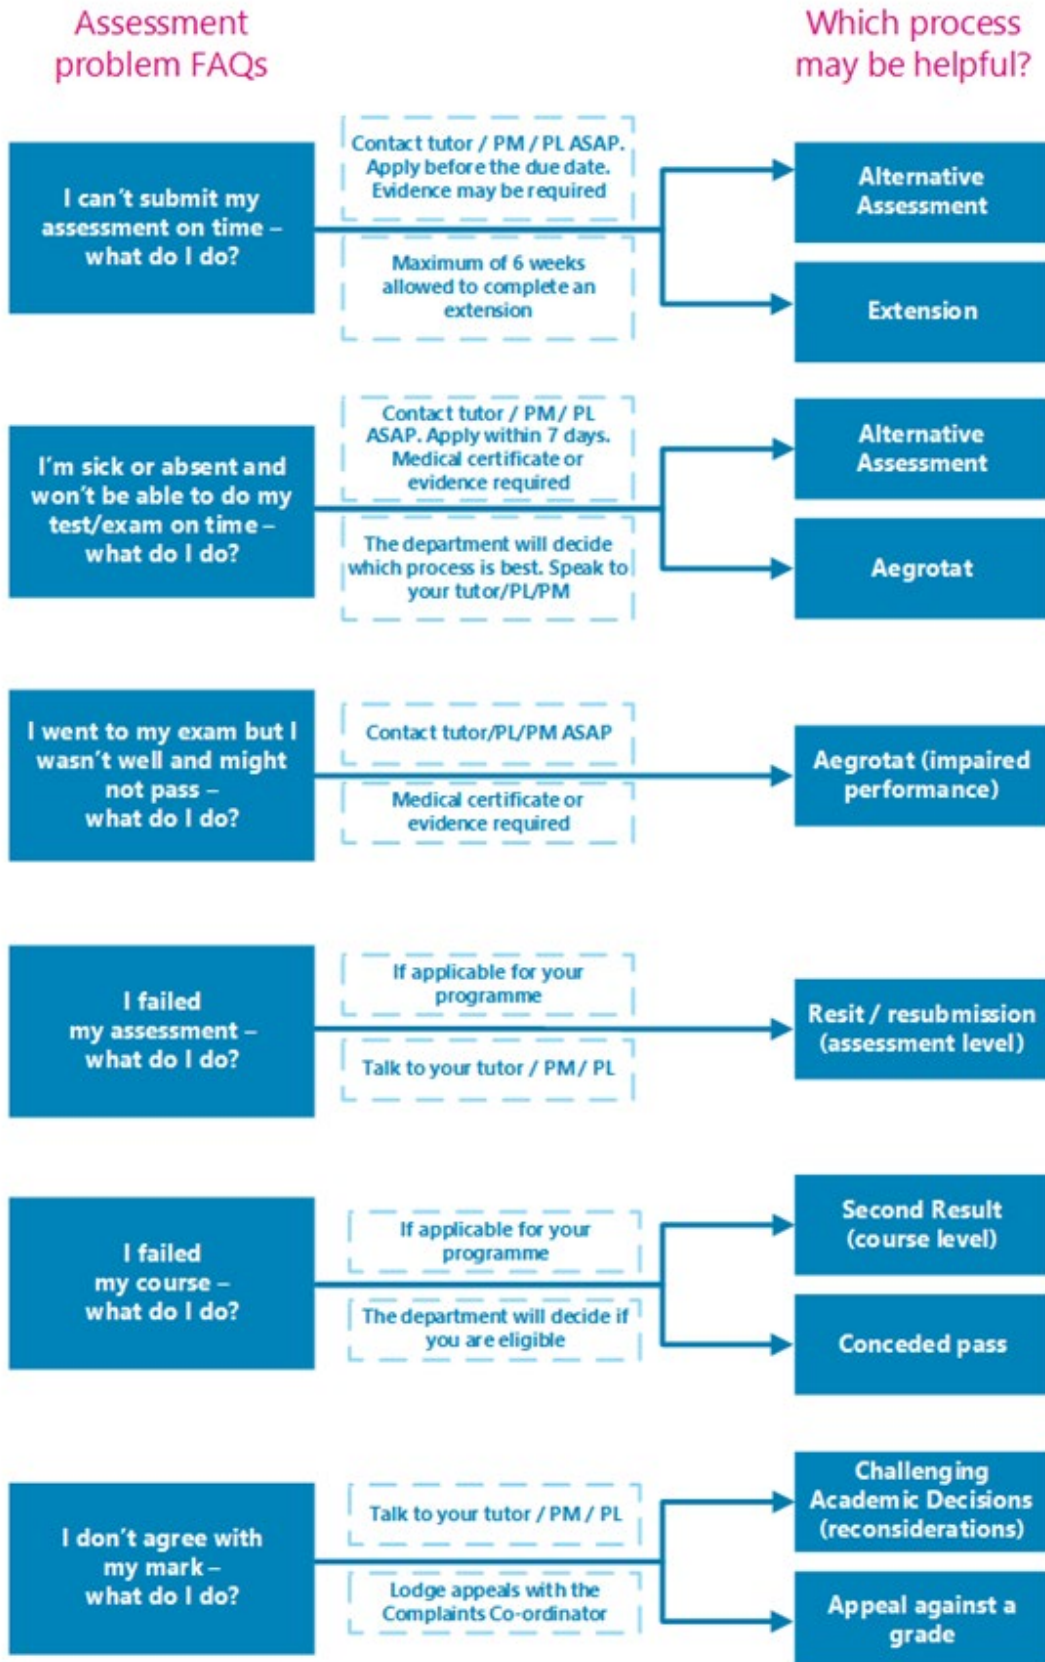 Assessment
problem FAQs
Which process
may be helpful?
I can't submit my
assessment on time –
what do I do?
Contact tutor / PM / PL ASAP.
Apply before the due date.
Evidence may be required
Maximum of 6 weeks
allowed to complete an
extension
Alternative
Assessment
Extension
I'm sick or absent and
won't be able to do my
test/exam on time –
what do I do?
Contact tutor / PM/ PL
ASAP. Apply within 7 days.
Medical certificate or
evidence required
The department will decide
which process is best. Speak to
your tutor/PL/PM
Alternative
Assessment
Aegrotat
I went to my exam but I
wasn't well and might
not pass –
what do I do?
Contact tutor/PL/PM ASAP
Medical certificate or
evidence required
Aegrotat (impaired
performance)
I failed
my assessment –
what do I do?
If applicable for your
programme
Talk to your tutor / PM/ PL
Resit / resubmission
(assessment level)
I failed
my course –
what do I do?
If applicable for your
programme
The department will decide if
you are eligible
Second Result
(course level)
Conceded pass
I don't agree with
my mark –
what do I do?
Talk to your tutor / PM / PL
Lodge appeals with the
Complaints Co-ordinator
Challenging
Academic Decisions
(reconsiderations)
Appeal against a
grade